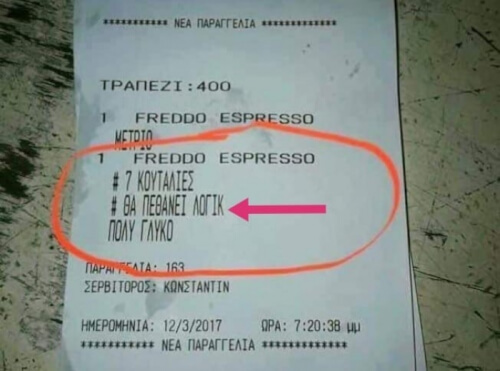 *********** ΝΕΑ ΠΑΡΑΓΓΕΛΙΑ *************
ΤΡΑΠΕΖΙ:400
1 FREDDO ESPRESSO
ΜΕΤΡΙΟ
1 FREDDO ESPRESSO
# 7 ΚΟΥΤΑΛΙΕΣ
# ΘΑ ΠΕΘΑΝΕΙ ΛΟΓΙΚ
ΠΟΛΥ ΓΛΥΚΟ
ΠΑΡΑΓΓΕΛΙΑ: 163
ΣΕΡΒΙΤΟΡΟΣ: ΚΩΝΣΤΑΝΤΙΝ
ΗΜΕΡΟΜΗΝΙΑ: 12/3/2017 ΩΡΑ: 7:20:38 μμ
*********** ΝΕΑ ΠΑΡΑΓΓΕΛΙΑ *************